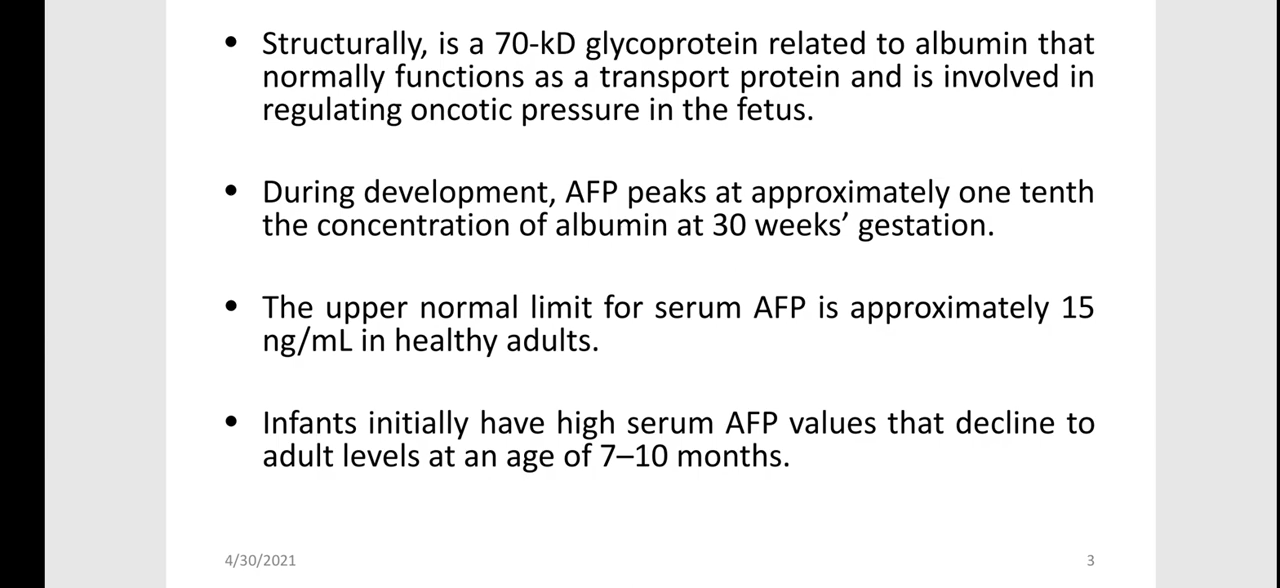 • Structurally, is a 70-kD glycoprotein related to albumin that
normally functions as a transport protein and is involved in
regulating oncotic pressure in the fetus.
• During development, AFP peaks at approximately one tenth
the concentration of albumin at 30 weeks’ gestation.
• The upper normal limit for serum AFP is approximately 15
ng/mL in healthy adults.
• Infants initially have high serum AFP values that decline to
adult levels at an age of 7–10 months.
4/30/2021 3